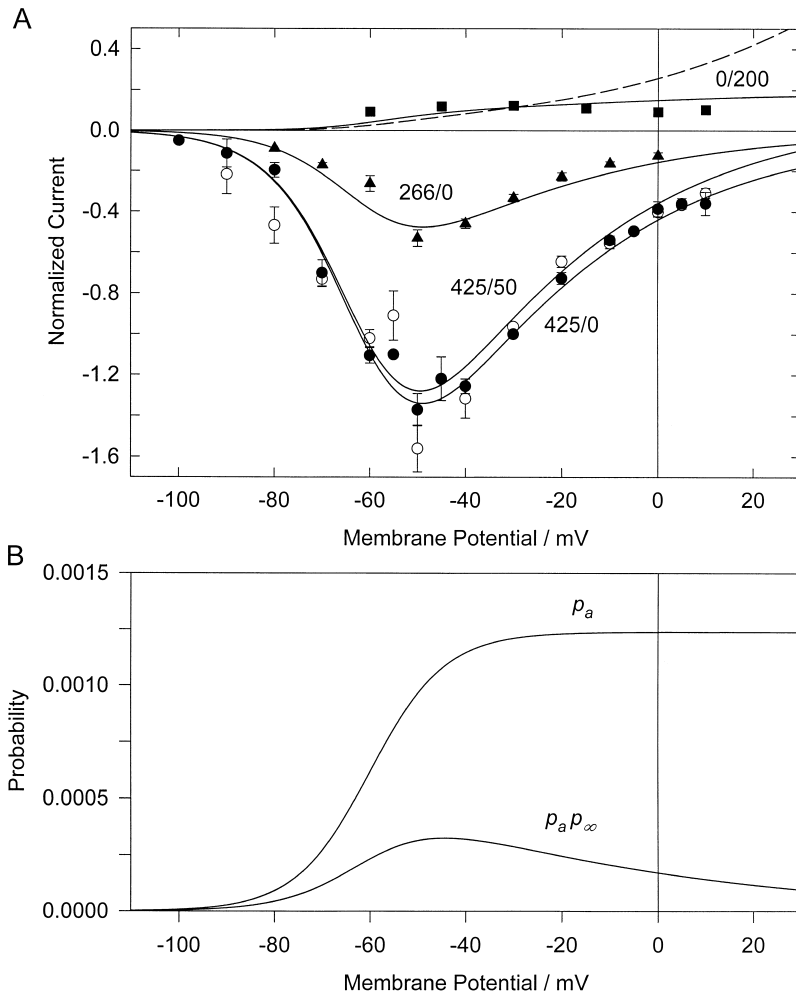 A
0.4
0.0
-0.4
-0.8
-1.2
-1.6
Normalized Current
0/200
266/0
425/50
425/0
-100 -80 -60 -40 -20 0 20
Membrane Potential / mV
B
0.0015
0.0010
0.0005
0.0000
Probability
pa
pa p∞
-100 -80 -60 -40 -20 0 20
Membrane Potential / mV